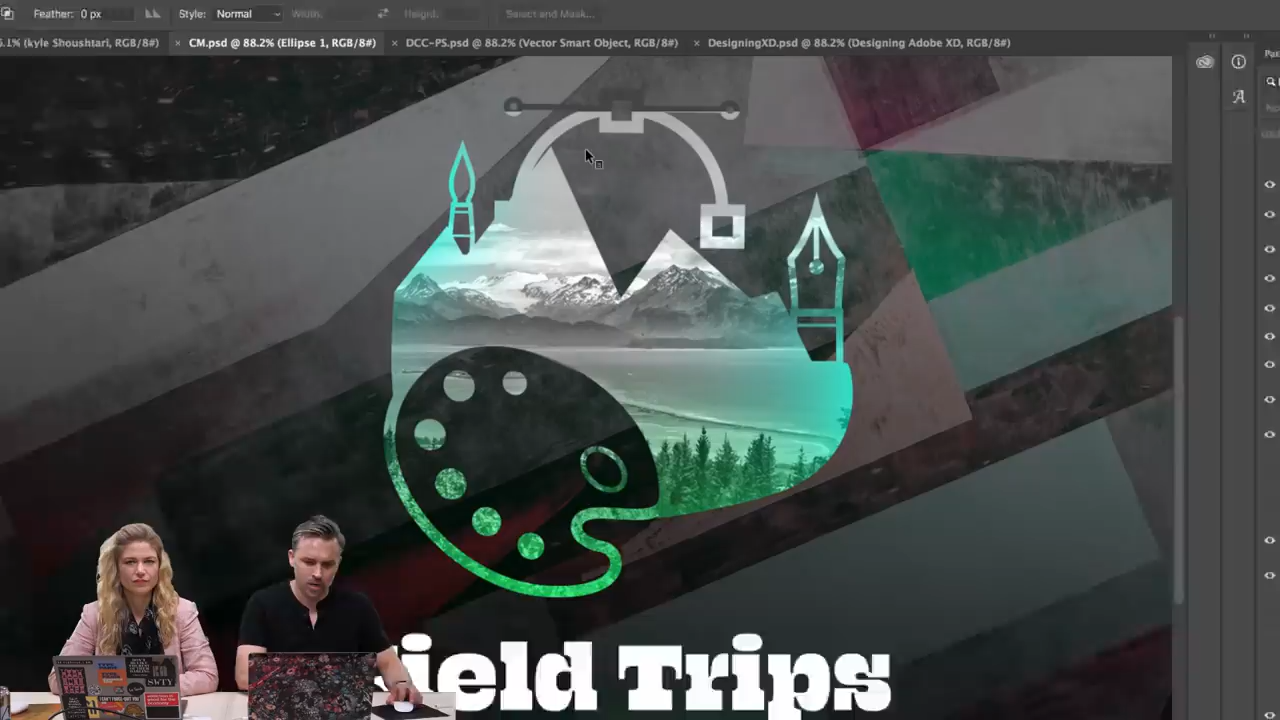 Feather: 0 px
Style: Normal
Width:
Height:
Select and Mask...
(kyle Shoushtari, RGB/8#)
× CM.psd @ 88.2% (Ellipse 1, RGB/8#)
× DCC-PS.psd @ 88.2% (Vector Smart Object, RGB/8#)
× DesigningXD.psd @ 88.2% (Designing Adobe XD, RGB/8#)
ield Trips
SWTY